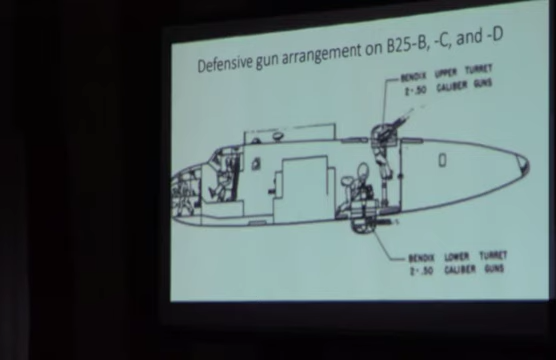 Defensive gun arrangement on B25-B, -C, and -D
BENDIX UPPER TURRET
2-.50 CALIBER GUNS
BENDIX LOWER TURRET
2-.50 CALIBER GUNS